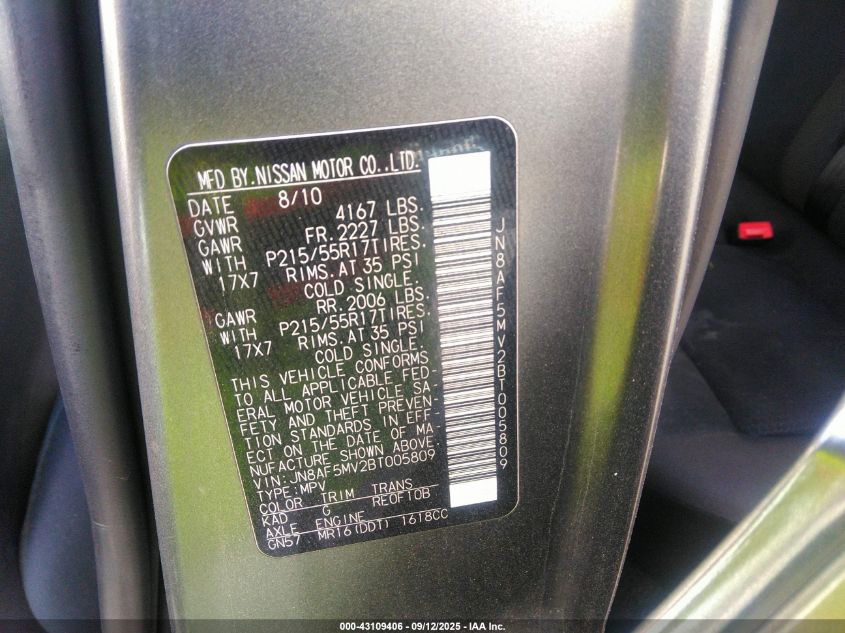 MFD BY.NISSAN MOTOR CO.,LTD.
DATE 8/10
GVWR 4167 LBS.
GAWR FR. 2227 LBS.
WITH P215/55R17TIRES.
17X7 RIMS. AT 35 PSI
COLD SINGLE.
GAWR RR. 2006 LBS.
WITH P215/55R17TIRES.
17X7 RIMS. AT 35 PSI
COLD SINGLE.
THIS VEHICLE CONFORMS
TO ALL APPLICABLE FED-
ERAL MOTOR VEHICLE SA-
FETY AND THEFT PREVEN-
TION STANDARDS IN EFF-
ECT ON THE DATE OF MA-
NUFACTURE SHOWN ABOVE.
VIN:JN8AF5MV2BT005809
TYPE:MPV
COLOR TRIM TRANS
KAD G RE0F10B
AXLE ENGINE
GN57 MR16(DDT) 1618CC
JN8AF5MV2BT005809
000-43109406 - 09/12/2025 - IAA Inc.